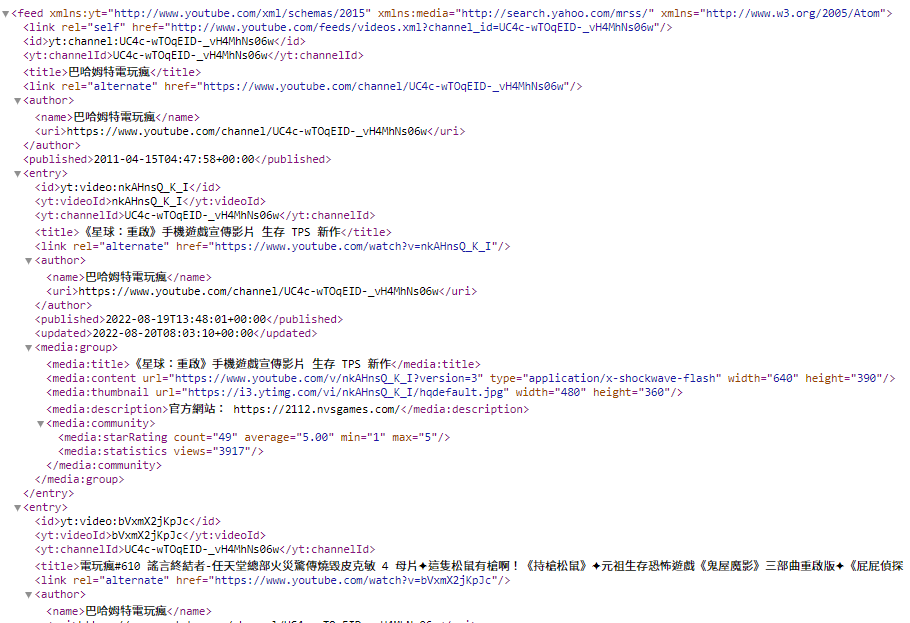 <feed xmlns:yt="http://www.youtube.com/xml/schemas/2015" xmlns:media="http://search.yahoo.com/mrss/" xmlns="http://www.w3.org/2005/Atom">
<link rel="self" href="http://www.youtube.com/feeds/videos.xml?channel_id=UC4c-wTOqEID-_vH4MhNs06w"/>
<id>yt:channel:UC4c-wTOqEID-_vH4MhNs06w</id>
<yt:channelId>UC4c-wTOqEID-_vH4MhNs06w</yt:channelId>
<title>巴哈姆特電玩瘋</title>
<link rel="alternate" href="https://www.youtube.com/channel/UC4c-wTOqEID-_vH4MhNs06w"/>
<author>
<name>巴哈姆特電玩瘋</name>
<uri>https://www.youtube.com/channel/UC4c-wTOqEID-_vH4MhNs06w</uri>
</author>
<published>2011-04-15T04:47:58+00:00</published>
<entry>
<id>yt:video:nkAHnsQ_K_I</id>
<yt:videoId>nkAHnsQ_K_I</yt:videoId>
<yt:channelId>UC4c-wTOqEID-_vH4MhNs06w</yt:channelId>
<title>《星球：重啟》手機遊戲宣傳影片 生存 TPS 新作</title>
<link rel="alternate" href="https://www.youtube.com/watch?v=nkAHnsQ_K_I"/>
<author>
<name>巴哈姆特電玩瘋</name>
<uri>https://www.youtube.com/channel/UC4c-wTOqEID-_vH4MhNs06w</uri>
</author>
<published>2022-08-19T13:48:01+00:00</published>
<updated>2022-08-20T08:03:10+00:00</updated>
<media:group>
<media:title>《星球：重啟》手機遊戲宣傳影片 生存 TPS 新作</media:title>
<media:content url="https://www.youtube.com/v/nkAHnsQ_K_I?version=3" type="application/x-shockwave-flash" width="640" height="390"/>
<media:thumbnail url="https://i3.ytimg.com/vi/nkAHnsQ_K_I/hqdefault.jpg" width="480" height="360"/>
<media:description>官方網站： https://2112.nvsgames.com/</media:description>
<media:community>
<media:starRating count="49" average="5.00" min="1" max="5"/>
<media:statistics views="3917"/>
</media:community>
</media:group>
</entry>
<entry>
<id>yt:video:bVxmX2jKpJc</id>
<yt:videoId>bVxmX2jKpJc</yt:videoId>
<yt:channelId>UC4c-wTOqEID-_vH4MhNs06w</yt:channelId>
<title>電玩瘋#610 謠言終結者-任天堂總部火災驚傳燒毀皮克敏 4 母片✦這隻松鼠有槍啊！《持槍松鼠》✦元祖生存恐怖遊戲《鬼屋魔影》三部曲重啟版✦《屁屁偵探
<link rel="alternate" href="https://www.youtube.com/watch?v=bVxmX2jKpJc"/>
<author>
<name>巴哈姆特電玩瘋</name>